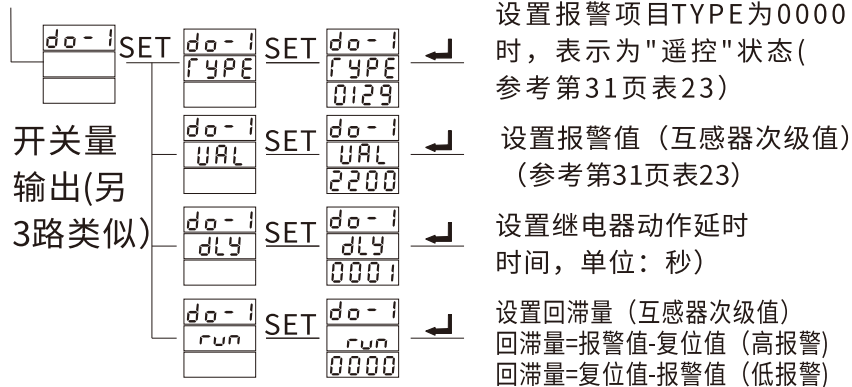 do-1 SET do-1 SET do-1
TYPE TYPE
0129
设置报警项目TYPE为0000
时，表示为"遥控"状态(
参考第31页表23）
开关量
输出(另
3路类似）
do-1 SET do-1
UAL UAL
2200
设置报警值（互感器次级值）
（参考第31页表23）
do-1 SET do-1
dLY dLY
0001
设置继电器动作延时
时间，单位：秒）
do-1 SET do-1
run run
0000
设置回滞量（互感器次级值）
回滞量=报警值-复位值（高报警)
回滞量=复位值-报警值（低报警)